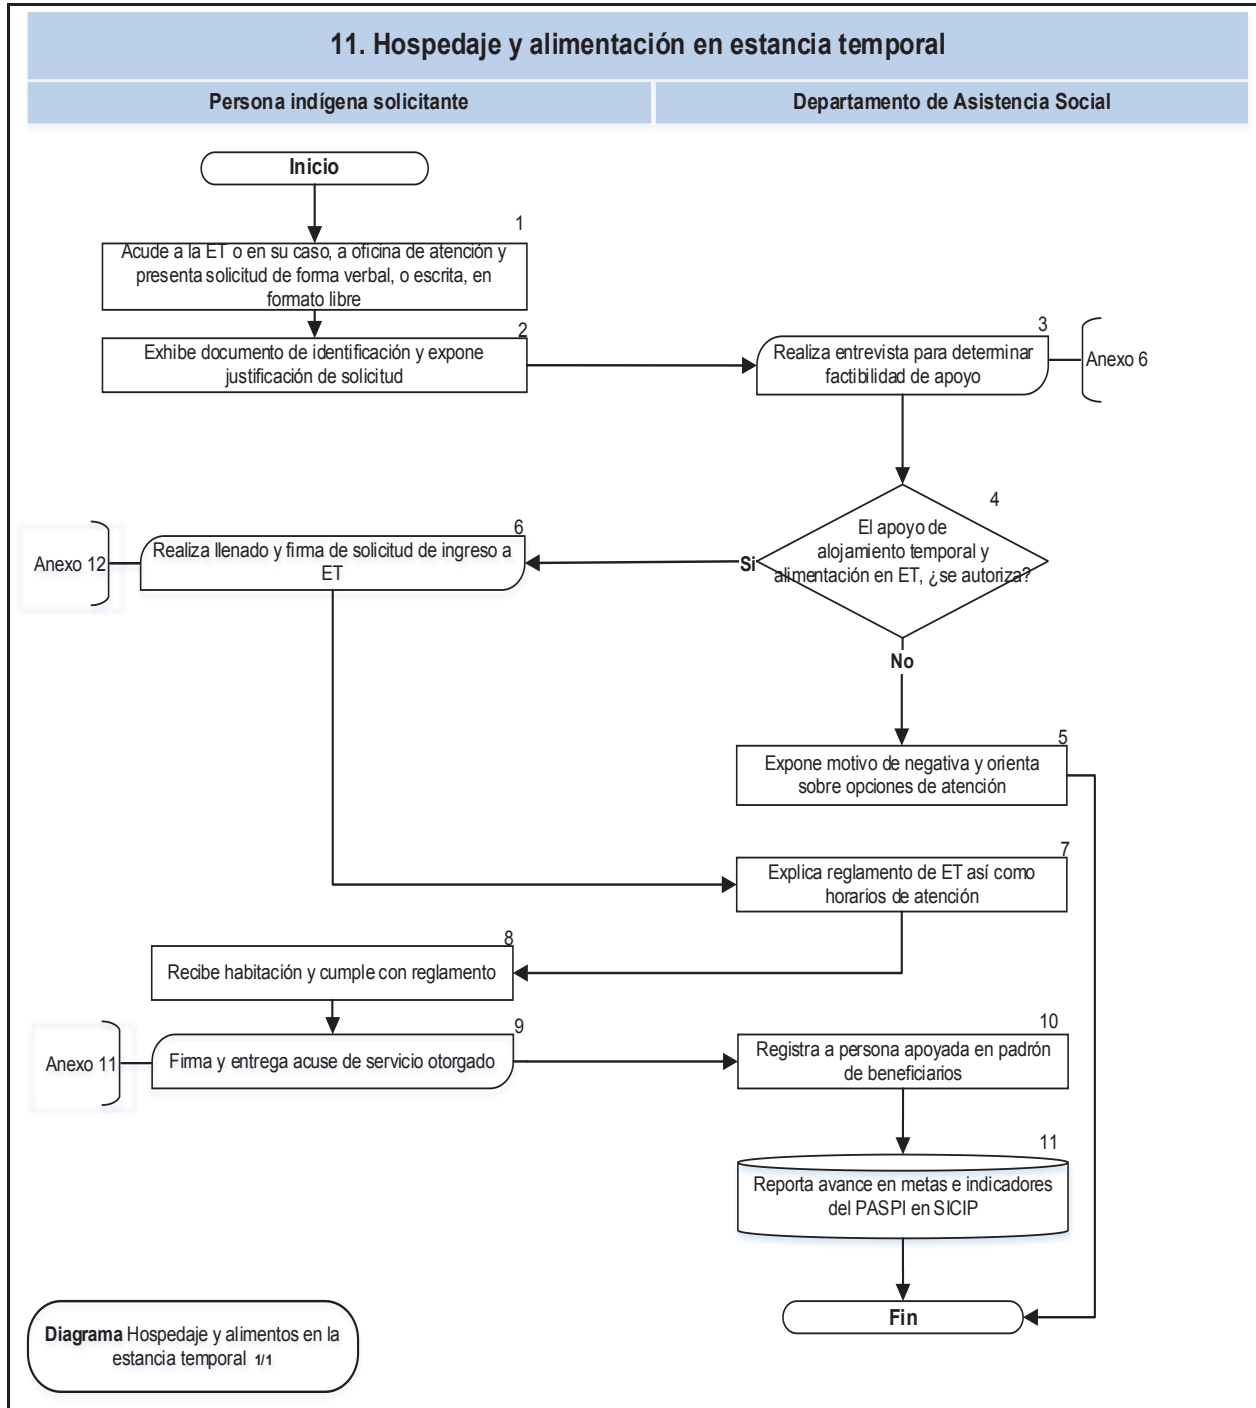 11. Hospedaje y alimentación en estancia temporal
Persona indígena solicitante
Departamento de Asistencia Social
Inicio
1
Acude a la ET o en su caso, a oficina de atención y
presenta solicitud de forma verbal, o escrita, en
formato libre
2
Exhibe documento de identificación y expone
justificación de solicitud
3
Realiza entrevista para determinar
factibilidad de apoyo
Anexo 6
4
El apoyo de
alojamiento temporal y
alimentación en ET, ¿se autoriza?
Si
No
6
Realiza llenado y firma de solicitud de ingreso a
ET
Anexo 12
5
Expone motivo de negativa y orienta
sobre opciones de atención
7
Explica reglamento de ET así como
horarios de atención
8
Recibe habitación y cumple con reglamento
9
Firma y entrega acuse de servicio otorgado
Anexo 11
10
Registra a persona apoyada en padrón
de beneficiarios
11
Reporta avance en metas e indicadores
del PASPI en SICIP
Fin
Diagrama Hospedaje y alimentos en la
estancia temporal 1/1